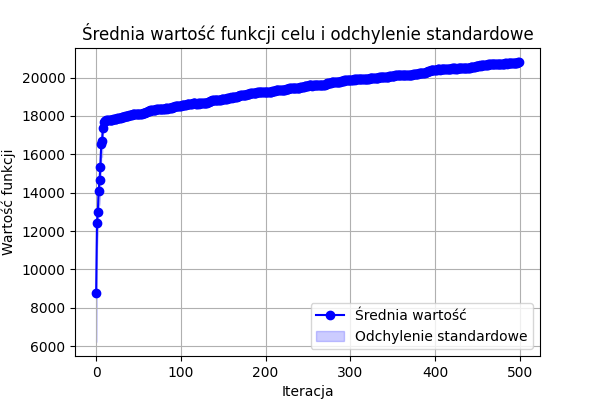 Średnia wartość funkcji celu i odchylenie standardowe
Wartość funkcji
20000
18000
16000
14000
12000
10000
8000
6000
0 100 200 300 400 500
Iteracja
Średnia wartość
Odchylenie standardowe